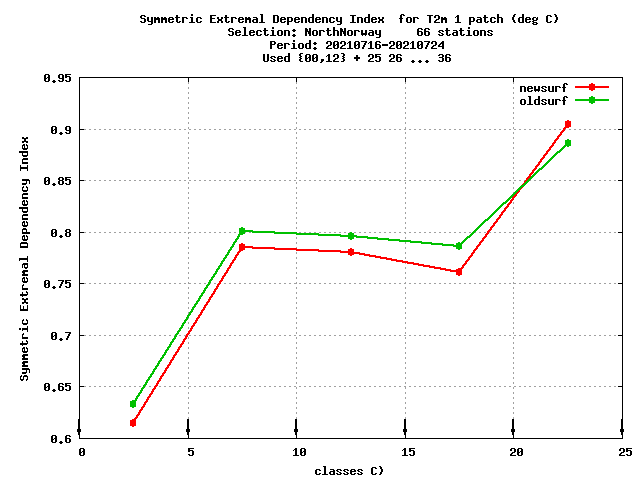 Symmetric Extremal Dependency Index  for T2m 1 patch (deg C)
Selection: NorthNorway     66 stations
Period: 20210716-20210724
Used {00,12} + 25 26 ... 36
newsurf
oldsurf
Symmetric Extremal Dependency Index
0.95
0.9
0.85
0.8
0.75
0.7
0.65
0.6
0 5 10 15 20 25
classes C)